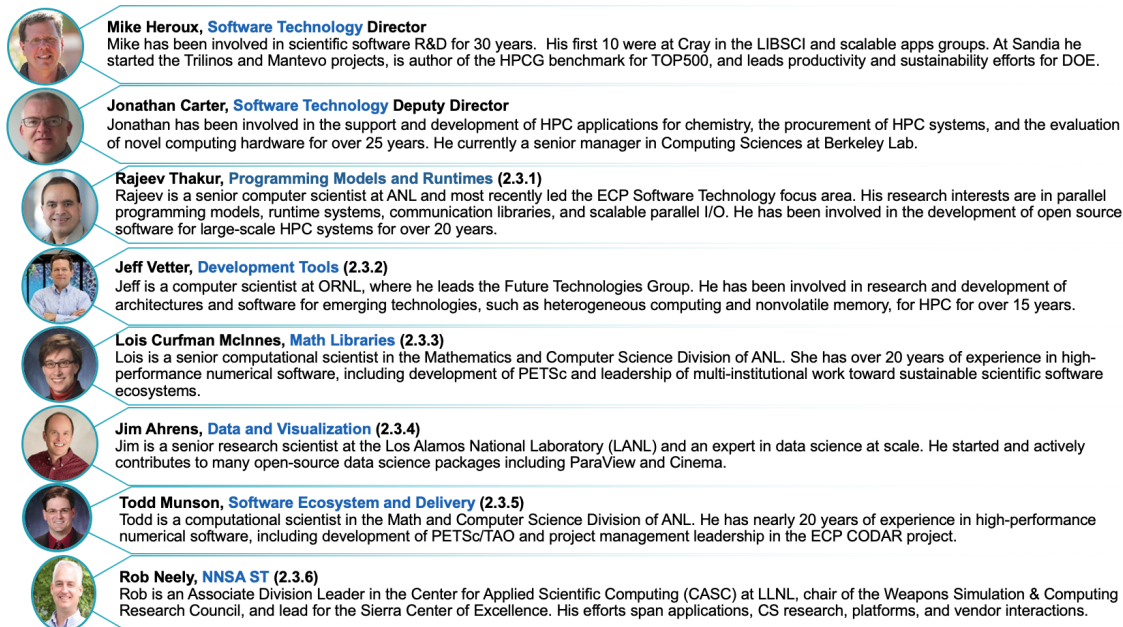 Mike Heroux, Software Technology Director
Mike has been involved in scientific software R&D for 30 years. His first 10 were at Cray in the LIBSCI and scalable apps groups. At Sandia he
started the Trilinos and Mantevo projects, is author of the HPCG benchmark for TOP500, and leads productivity and sustainability efforts for DOE.
Jonathan Carter, Software Technology Deputy Director
Jonathan has been involved in the support and development of HPC applications for chemistry, the procurement of HPC systems, and the evaluation
of novel computing hardware for over 25 years. He currently a senior manager in Computing Sciences at Berkeley Lab.
Rajeev Thakur, Programming Models and Runtimes (2.3.1)
Rajeev is a senior computer scientist at ANL and most recently led the ECP Software Technology focus area. His research interests are in parallel
programming models, runtime systems, communication libraries, and scalable parallel I/O. He has been involved in the development of open source
software for large-scale HPC systems for over 20 years.
Jeff Vetter, Development Tools (2.3.2)
Jeff is a computer scientist at ORNL, where he leads the Future Technologies Group. He has been involved in research and development of
architectures and software for emerging technologies, such as heterogeneous computing and nonvolatile memory, for HPC for over 15 years.
Lois Curfman McInnes, Math Libraries (2.3.3)
Lois is a senior computational scientist in the Mathematics and Computer Science Division of ANL. She has over 20 years of experience in high-
performance numerical software, including development of PETSc and leadership of multi-institutional work toward sustainable scientific software
ecosystems.
Jim Ahrens, Data and Visualization (2.3.4)
Jim is a senior research scientist at the Los Alamos National Laboratory (LANL) and an expert in data science at scale. He started and actively
contributes to many open-source data science packages including ParaView and Cinema.
Todd Munson, Software Ecosystem and Delivery (2.3.5)
Todd is a computational scientist in the Math and Computer Science Division of ANL. He has nearly 20 years of experience in high-performance
numerical software, including development of PETSc/TAO and project management leadership in the ECP CODAR project.
Rob Neely, NNSA ST (2.3.6)
Rob is an Associate Division Leader in the Center for Applied Scientific Computing (CASC) at LLNL, chair of the Weapons Simulation & Computing
Research Council, and lead for the Sierra Center of Excellence. His efforts span applications, CS research, platforms, and vendor interactions.